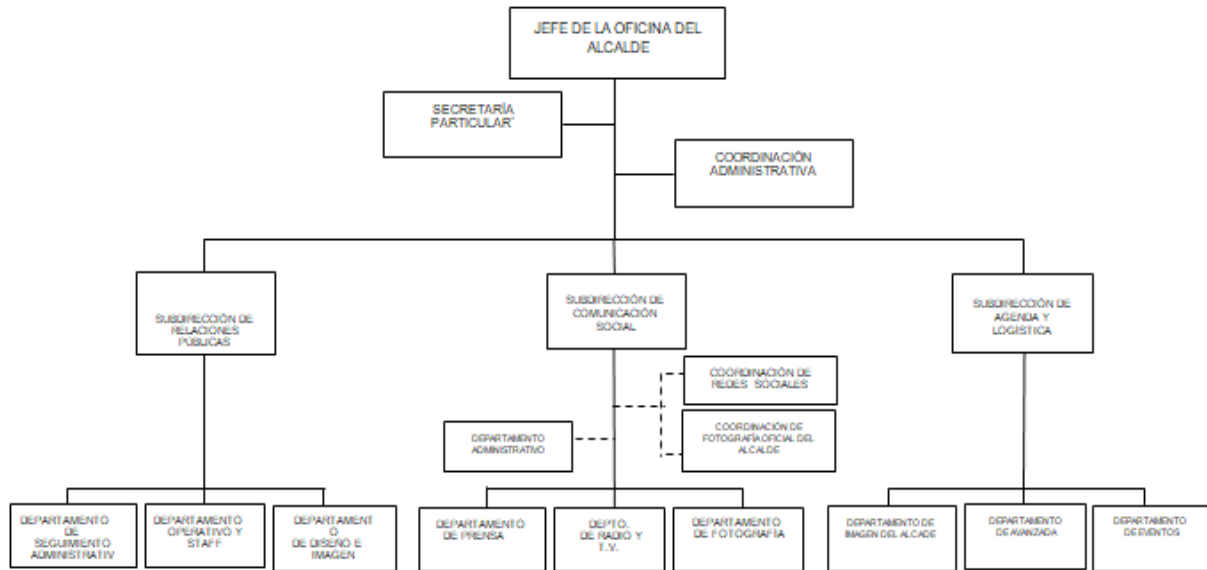 JEFE DE LA OFICINA DEL
ALCALDE
SECRETARÍA
PARTICULAR"
COORDINACIÓN
ADMINISTRATIVA
SUBDIRECCIÓN DE
RELACIÓNES
PÚBLICAS
SUBDIRECCIÓN DE
COMUNICACIÓN
SOCIAL
SUBDIRECCIÓN DE
AGENDA Y
LOGÍSTICA
COORDINACIÓN DE
REDES SOCIALES
DEPARTAMENTO
ADMINISTRATIVO
COORDINACIÓN DE
FOTOGRAFÍA OFICIAL DEL
ALCALDE
DEPARTAMENTO
DE
SEGUIMIENTO
ADMINISTRATIV
DEPARTAMENTO
OPERATIVO Y
STAFF
DEPARTAMENT
O
DE DISEÑO E
IMAGEN
DEPARTAMENTO
DE PRENSA
DEPTO.
DE RADIO Y
T.V.
DEPARTAMENTO
DE FOTOGRAFÍA
DEPARTAMENTO DE
IMAGEN DEL ALCADE
DEPARTAMENTO
DE AVANZADA
DEPARTAMENTO
DE EVENTOS